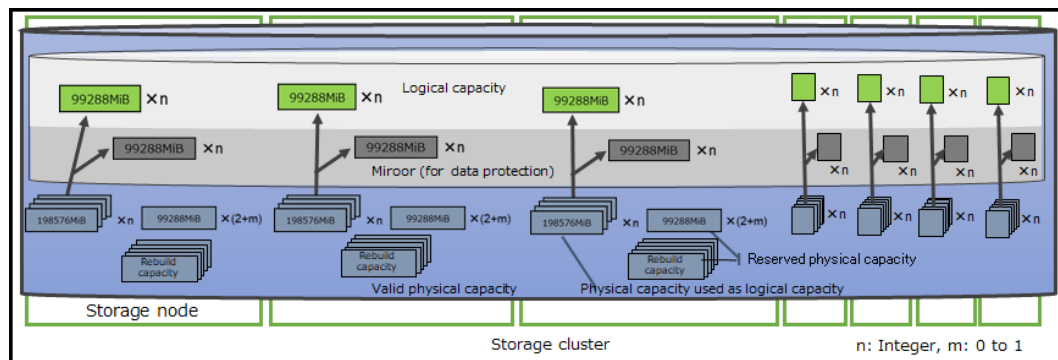 Logical capacity
99288MiB ×n
99288MiB ×n
99288MiB ×n
×n ×n ×n ×n
99288MiB ×n
99288MiB ×n
99288MiB ×n
×n ×n ×n ×n
Miroor (for data protection)
198576MiB ×n 99288MiB ×(2+m)
198576MiB ×n 99288MiB ×(2+m)
198576MiB ×n 99288MiB ×(2+m)
×n ×n ×n ×n
Rebuild capacity
Rebuild capacity
Rebuild capacity
Reserved physical capacity
Valid physical capacity
Physical capacity used as logical capacity
Storage node
Storage cluster
n: Integer, m: 0 to 1